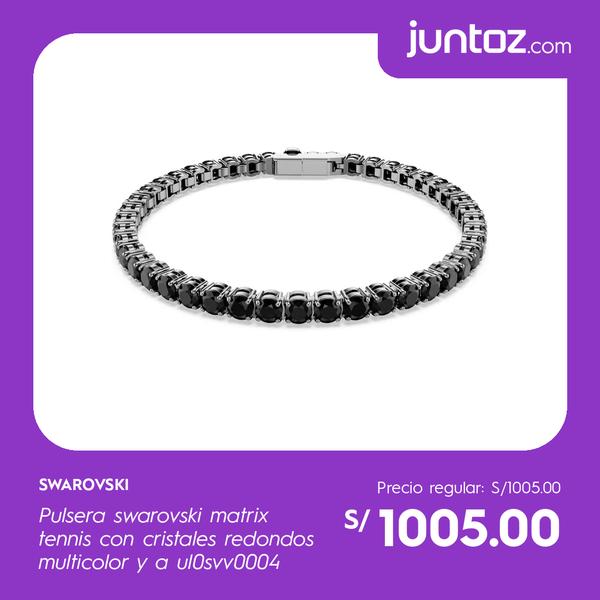 juntoz.com
SWAROVSKI
Pulsera swarovski matrix
tennis con cristales redondos
multicolor y a ul0svv0004
Precio regular: S/1005.00
S/ 1005.00